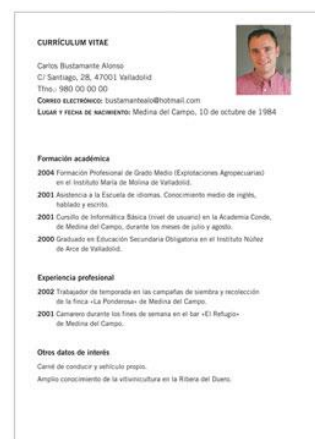 CURRÍCULUM VITAE
Carlos Bustamante Alonso
C/ Santiago, 28, 47001 Valladolid
Tfno.: 980 00 00 00
CORREO ELECTRÓNICO: bustamantealo@hotmail.com
LUGAR Y FECHA DE NACIMIENTO: Medina del Campo, 10 de octubre de 1984
Formación académica
2004 Formación Profesional de Grado Medio (Explotaciones Agropecuarias)
en el Instituto María de Molina de Valladolid.
2001 Asistencia a la Escuela de idiomas. Conocimiento medio de inglés,
hablado y escrito.
2001 Cursillo de Informática Básica (nivel de usuario) en la Academia Conde,
de Medina del Campo, durante los meses de julio y agosto.
2000 Graduado en Educación Secundaria Obligatoria en el Instituto Núñez
de Arce de Valladolid.
Experiencia profesional
2002 Trabajador de temporada en las campañas de siembra y recolección
de la finca «La Ponderosa» de Medina del Campo.
2001 Camarero durante los fines de semana en el bar «El Refugio»
de Medina del Campo.
Otros datos de interés
Carné de conducir y vehículo propio.
Amplio conocimiento de la vitivinicultura en la Ribera del Duero.